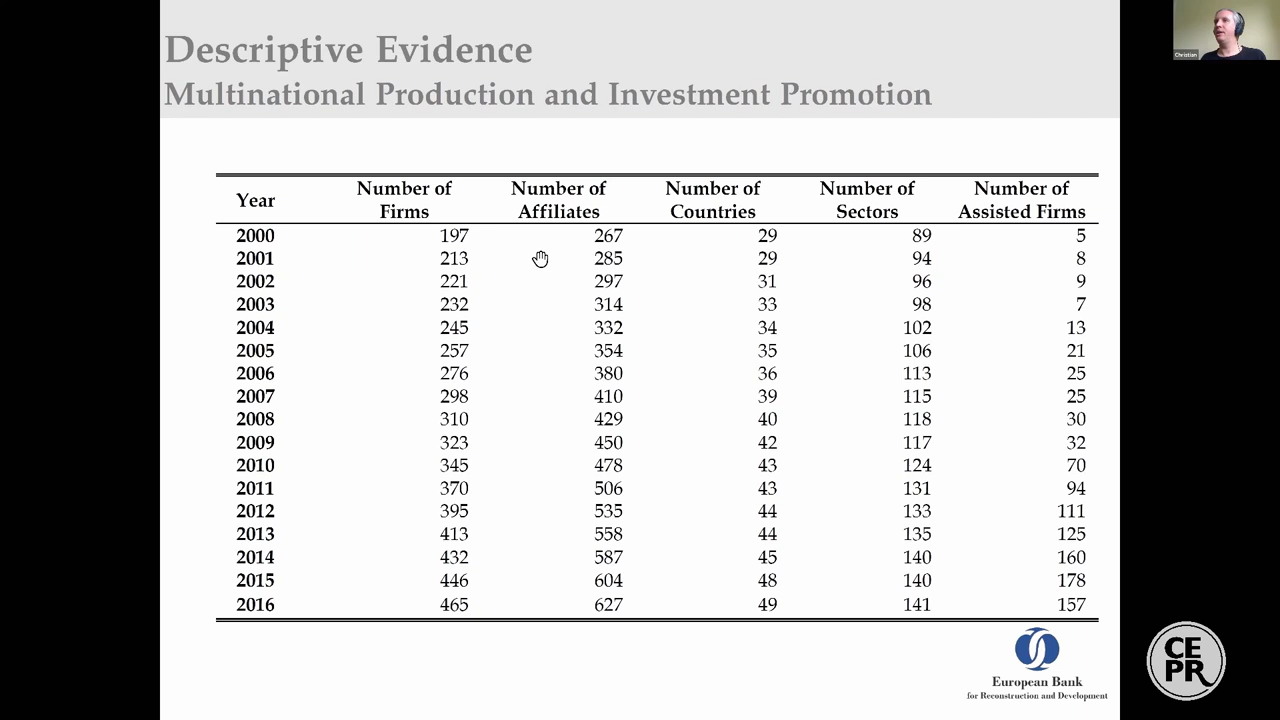 Descriptive Evidence
Multinational Production and Investment Promotion
Christian
Year Number of Firms Number of Affiliates Number of Countries Number of Sectors Number of Assisted Firms
2000 197 267 29 89 5
2001 213 285 29 94 8
2002 221 297 31 96 9
2003 232 314 33 98 7
2004 245 332 34 102 13
2005 257 354 35 106 21
2006 276 380 36 113 25
2007 298 410 39 115 25
2008 310 429 40 118 30
2009 323 450 42 117 32
2010 345 478 43 124 70
2011 370 506 43 131 94
2012 395 535 44 133 111
2013 413 558 44 135 125
2014 432 587 45 140 160
2015 446 604 48 140 178
2016 465 627 49 141 157
European Bank
for Reconstruction and Development
CE
PR